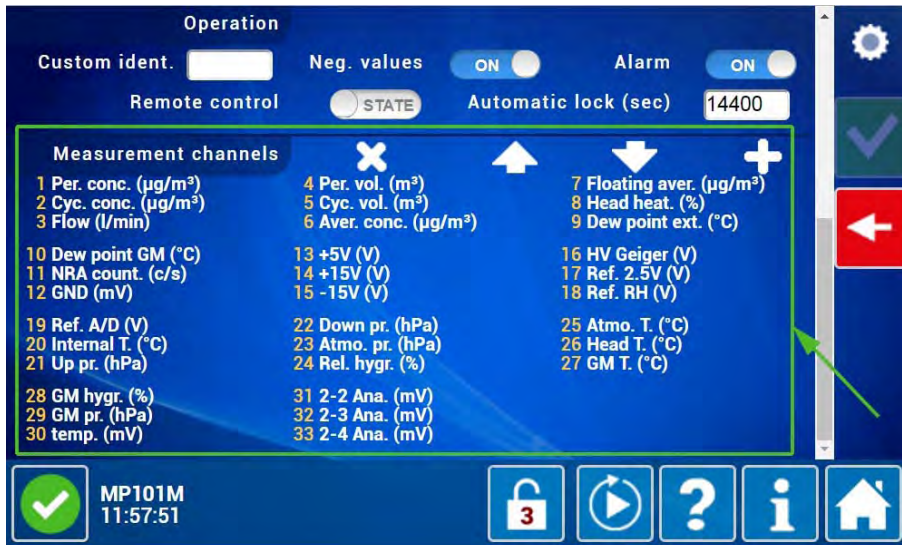 Operation
Custom ident. Neg. values ON Alarm ON
Remote control STATE Automatic lock (sec) 14400
Measurement channels
1 Per. conc. (µg/m³) 4 Per. vol. (m³) 7 Floating aver. (µg/m³)
2 Cyc. conc. (µg/m³) 5 Cyc. vol. (m³) 8 Head heat. (%)
3 Flow (l/min) 6 Aver. conc. (µg/m³) 9 Dew point ext. (°C)
10 Dew point GM (°C) 13 +5V (V) 16 HV Geiger (V)
11 NRA count. (c/s) 14 +15V (V) 17 Ref. 2.5V (V)
12 GND (mV) 15 -15V (V) 18 Ref. RH (V)
19 Ref. A/D (V) 22 Down pr. (hPa) 25 Atmo. T. (°C)
20 Internal T. (°C) 23 Atmo. pr. (hPa) 26 Head T. (°C)
21 Up pr. (hPa) 24 Rel. hygr. (%) 27 GM T. (°C)
28 GM hygr. (%) 31 2-2 Ana. (mV)
29 GM pr. (hPa) 32 2-3 Ana. (mV)
30 temp. (mV) 33 2-4 Ana. (mV)
MP101M
11:57:51
3 ? i